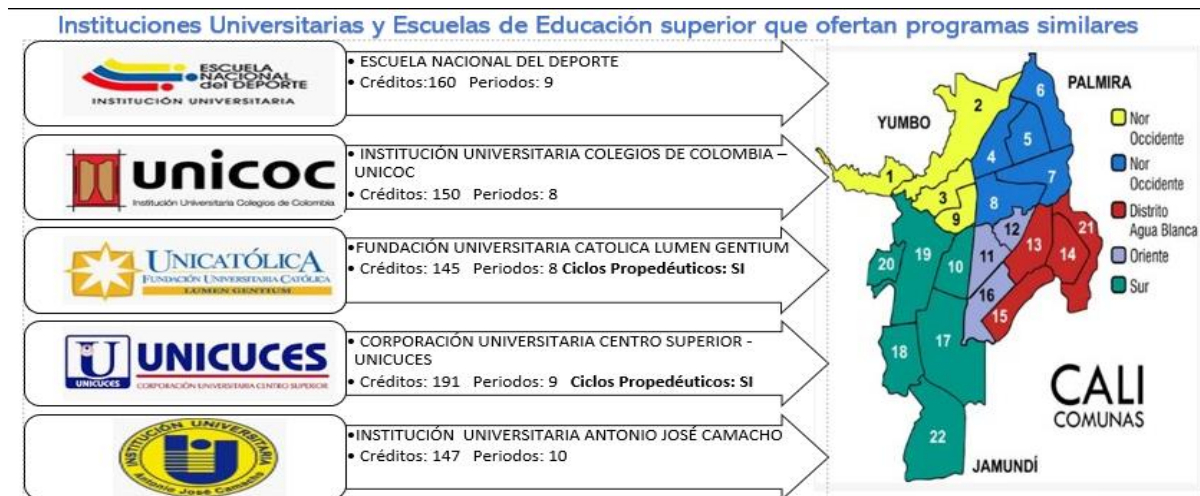 Instituciones Universitarias y Escuelas de Educación superior que ofertan programas similares
ESCUELA
NACIONAL
del DEPORTE
INSTITUCIÓN UNIVERSITARIA
• ESCUELA NACIONAL DEL DEPORTE
• Créditos:160 Periodos: 9
unicoc
Institución Universitaria Colegios de Colombia
• INSTITUCIÓN UNIVERSITARIA COLEGIOS DE COLOMBIA –
UNICOC
• Créditos: 150 Periodos: 8
UNICATÓLICA
FUNDACIÓN UNIVERSITARIA CATÓLICA
LUMEN GENTIUM
•FUNDACIÓN UNIVERSITARIA CATOLICA LUMEN GENTIUM
• Créditos: 145 Periodos: 8 Ciclos Propedéuticos: SI
U
UNICUCES
UNICUCES
CORPORACIÓN UNIVERSITARIA CENTRO SUPERIOR
• CORPORACIÓN UNIVERSITARIA CENTRO SUPERIOR -
UNICUCES
• Créditos: 191 Periodos: 9 Ciclos Propedéuticos: SI
INSTITUCIÓN UNIVERSITARIA
Antonio José Camacho
•INSTITUCIÓN UNIVERSITARIA ANTONIO JOSÉ CAMACHO
• Créditos: 147 Periodos: 10
YUMBO
PALMIRA
JAMUNDÍ
1
2
3
4
5
6
7
8
9
10
11
12
13
14
15
16
17
18
19
20
21
22
Nor
Occidente
Nor
Occidente
Distrito
Agua Blanca
Oriente
Sur
CALI
COMUNAS